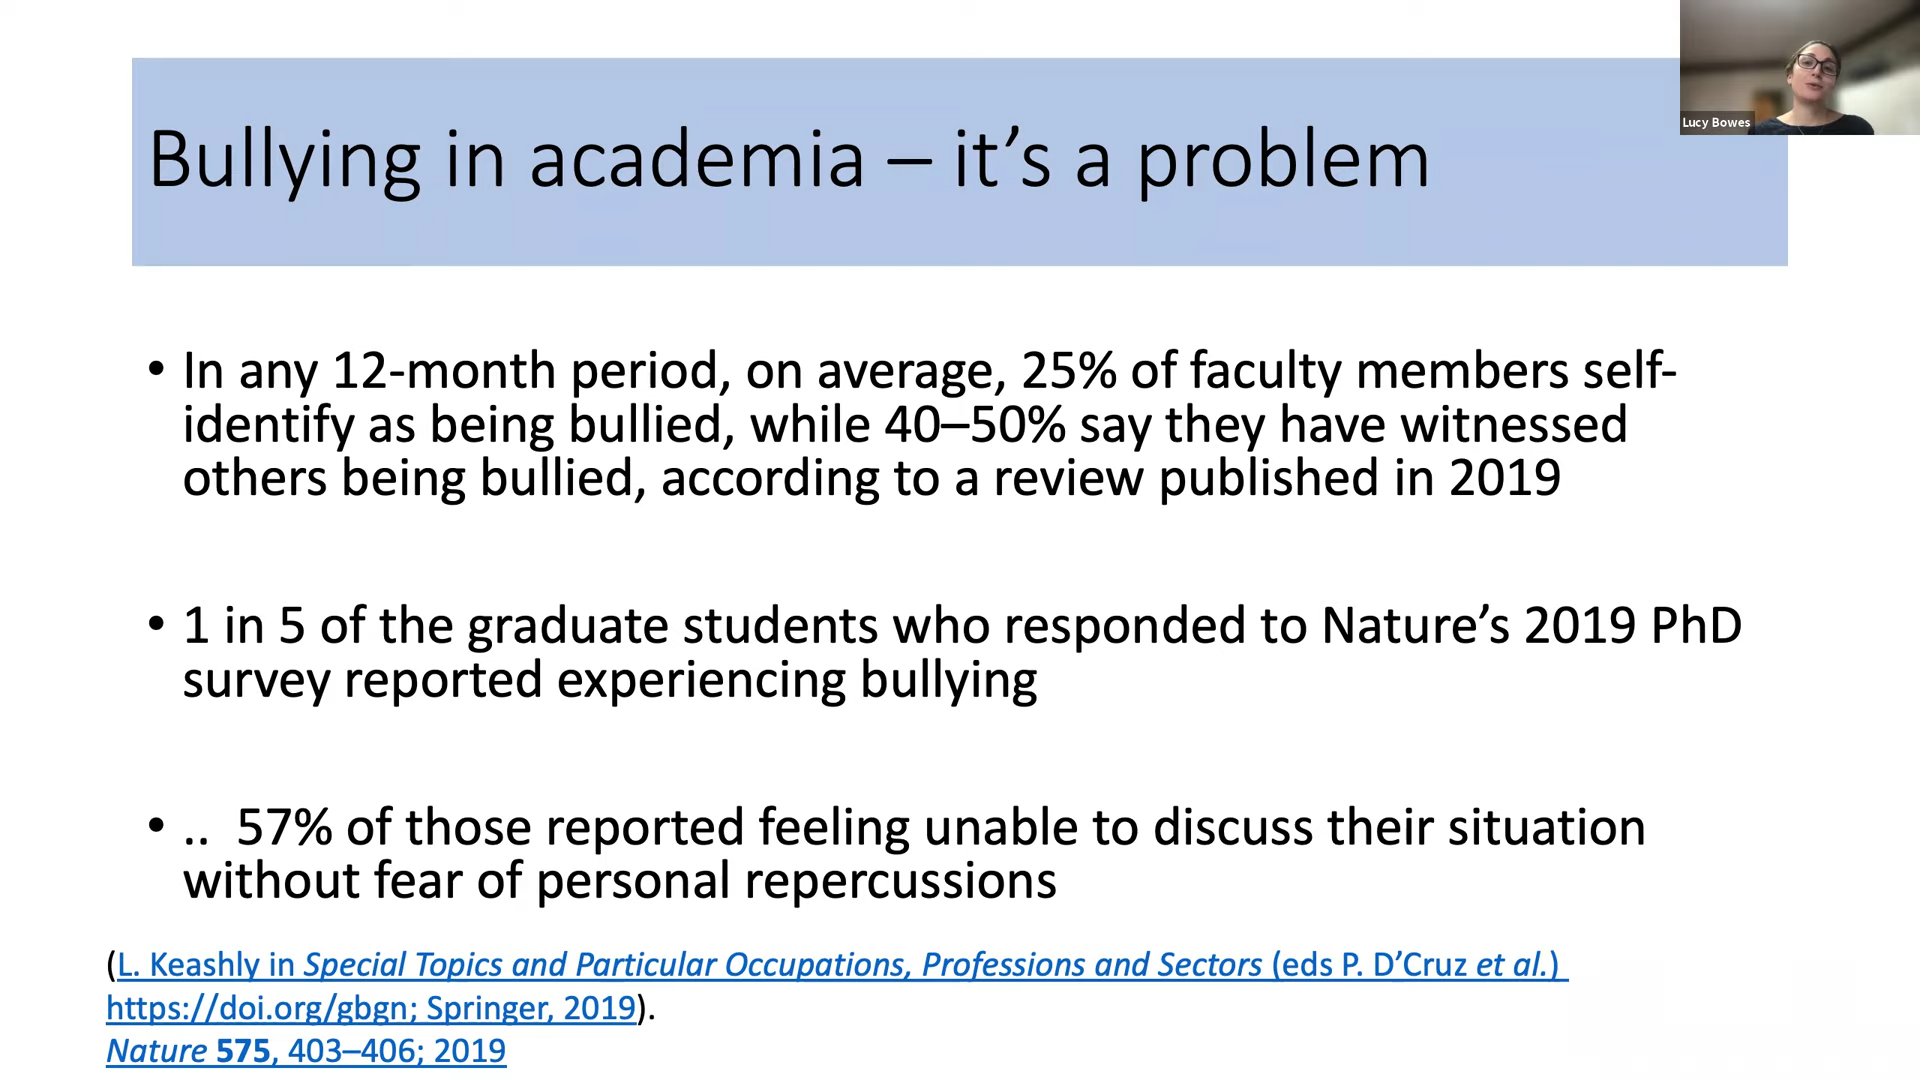 Bullying in academia – it’s a problem
Lucy Bowes
• In any 12-month period, on average, 25% of faculty members self-
identify as being bullied, while 40–50% say they have witnessed
others being bullied, according to a review published in 2019
• 1 in 5 of the graduate students who responded to Nature’s 2019 PhD
survey reported experiencing bullying
• ..  57% of those reported feeling unable to discuss their situation
without fear of personal repercussions
(L. Keashly in Special Topics and Particular Occupations, Professions and Sectors (eds P. D’Cruz et al.)
https://doi.org/gbgn; Springer, 2019).
Nature 575, 403–406; 2019